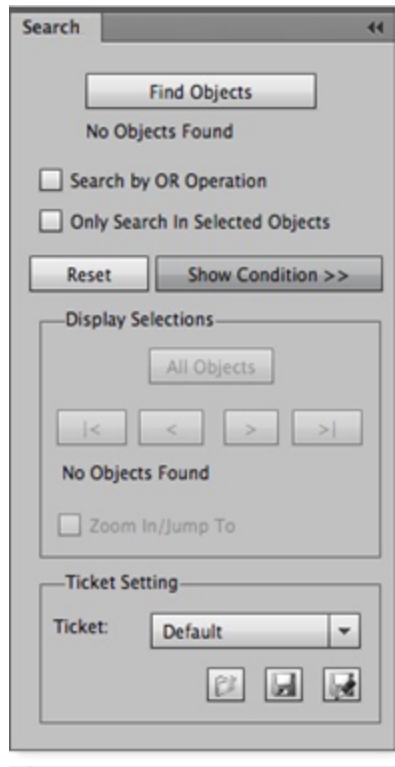 Search
Find Objects
No Objects Found
Search by OR Operation
Only Search In Selected Objects
Reset Show Condition >>
Display Selections
All Objects
|< < > >|
No Objects Found
Zoom In/Jump To
Ticket Setting
Ticket: Default